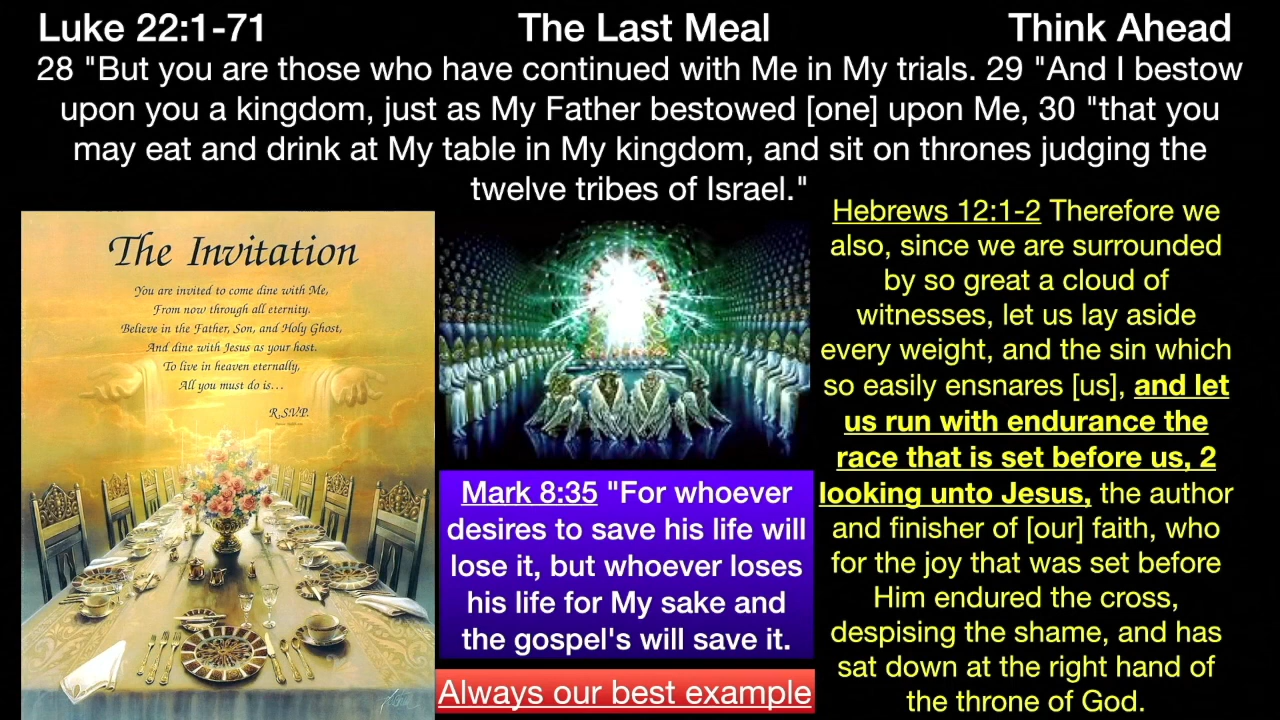 Luke 22:1-71 The Last Meal Think Ahead
28 "But you are those who have continued with Me in My trials. 29 "And I bestow
upon you a kingdom, just as My Father bestowed [one] upon Me, 30 "that you
may eat and drink at My table in My kingdom, and sit on thrones judging the
twelve tribes of Israel."
The Invitation
You are invited to come dine with Me,
From now through all eternity.
Believe in the Father, Son, and Holy Ghost,
And dine with Jesus as your host.
To live in heaven eternally,
All you must do is...
R.S.V.P.
Mark 8:35 "For whoever
desires to save his life will
lose it, but whoever loses
his life for My sake and
the gospel's will save it.
Always our best example
Hebrews 12:1-2 Therefore we
also, since we are surrounded
by so great a cloud of
witnesses, let us lay aside
every weight, and the sin which
so easily ensnares [us], and let
us run with endurance the
race that is set before us, 2
looking unto Jesus, the author
and finisher of [our] faith, who
for the joy that was set before
Him endured the cross,
despising the shame, and has
sat down at the right hand of
the throne of God.